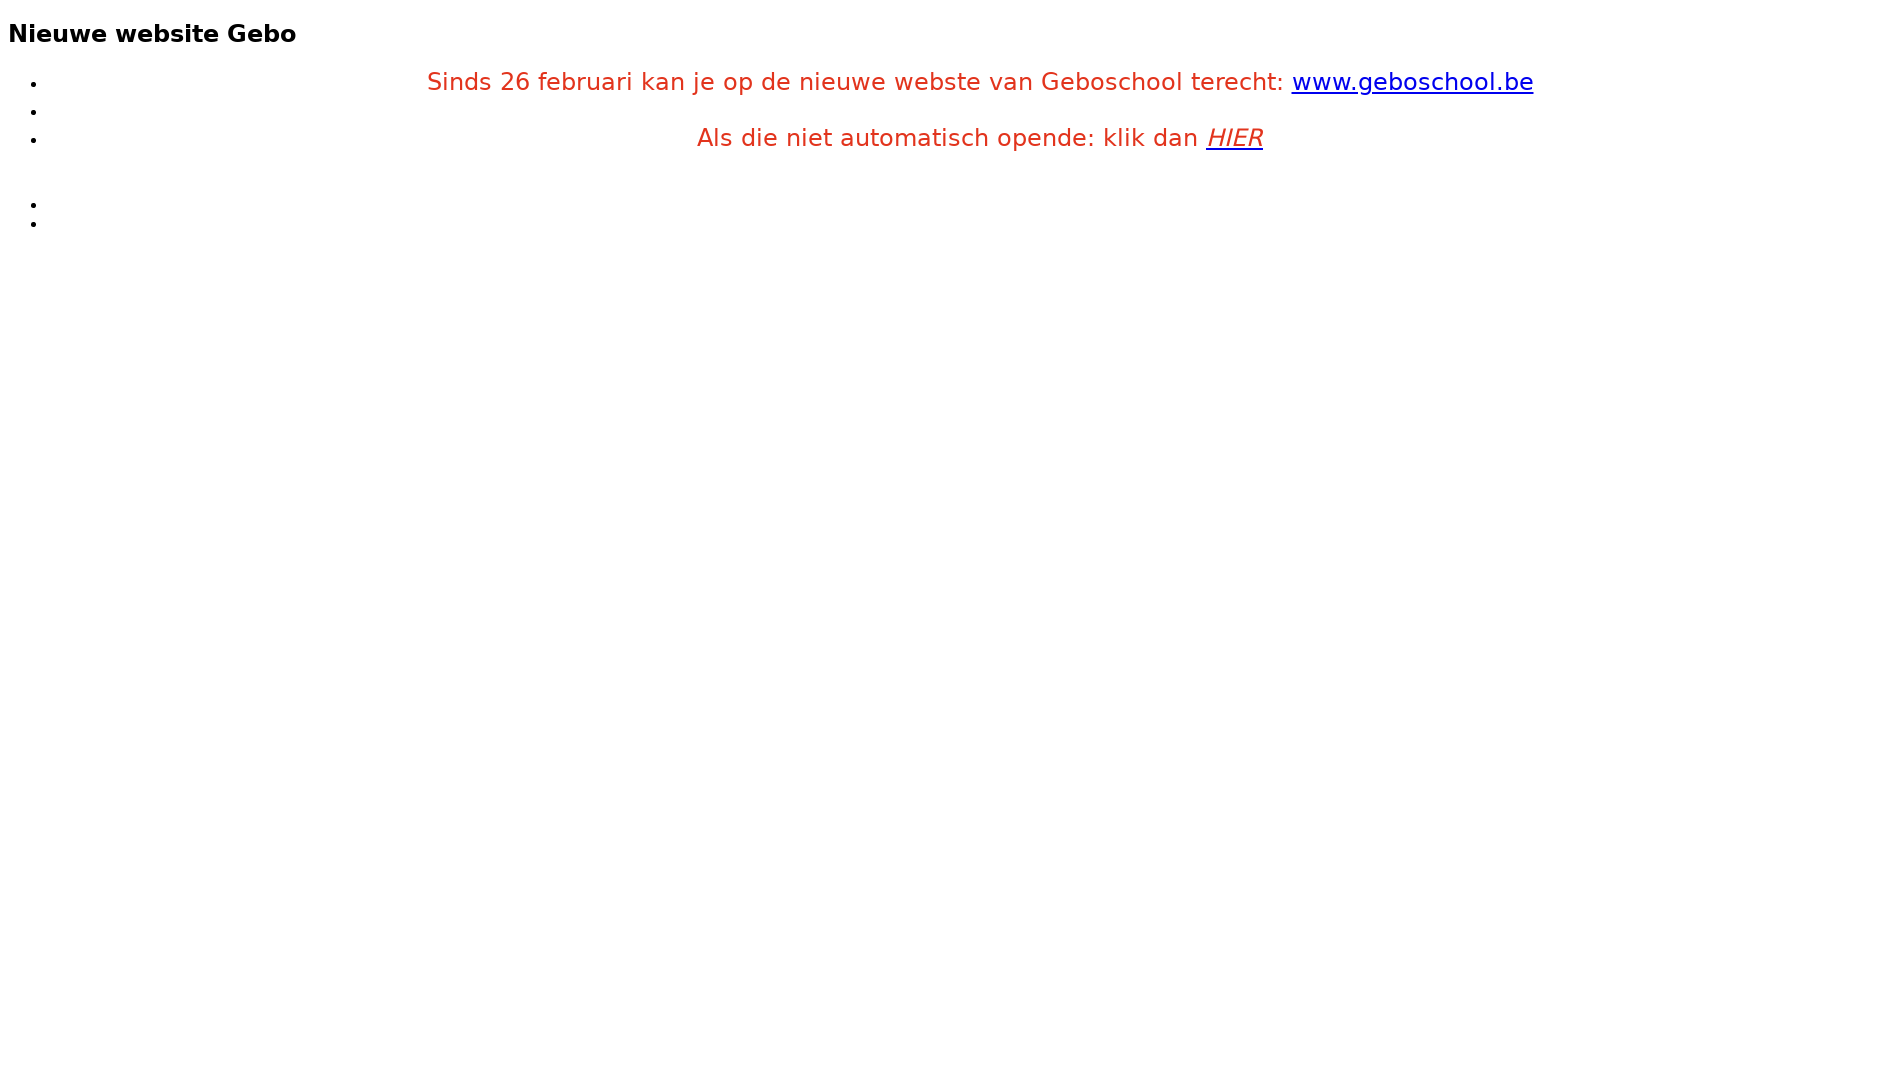 Nieuwe website Gebo
Sinds 26 februari kan je op de nieuwe webste van Geboschool terecht: www.geboschool.be
Als die niet automatisch opende: klik dan HIER